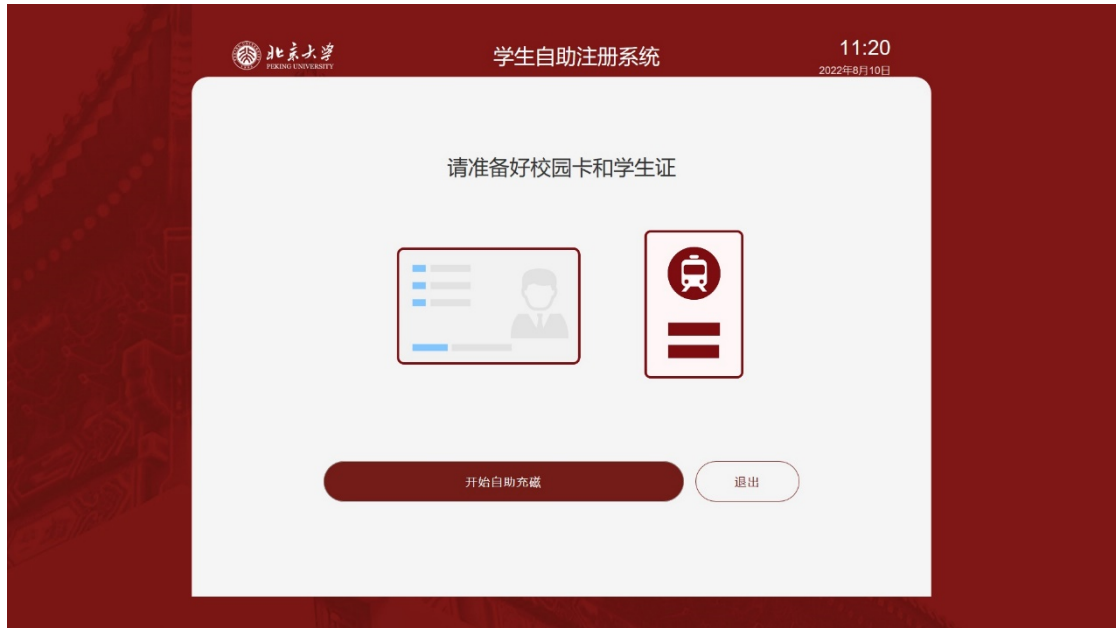 北京大学
PEKING UNIVERSITY
学生自助注册系统
11:20
2022年8月10日
请准备好校园卡和学生证
开始自助充磁
退出